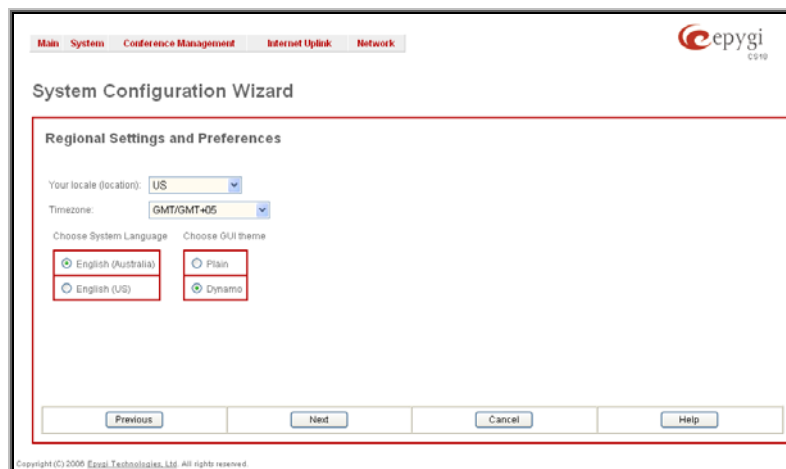 Main System Conference Management Internet Uplink Network
epygi
CS10
System Configuration Wizard
Regional Settings and Preferences
Your locale (location): US
Timezone: GMT/GMT+05
Choose System Language Choose GUI theme
English (Australia) Plain
English (US) Dynamo
Previous Next Cancel Help
Copyright (C) 2006 Epygi Technologies, Ltd. All rights reserved.